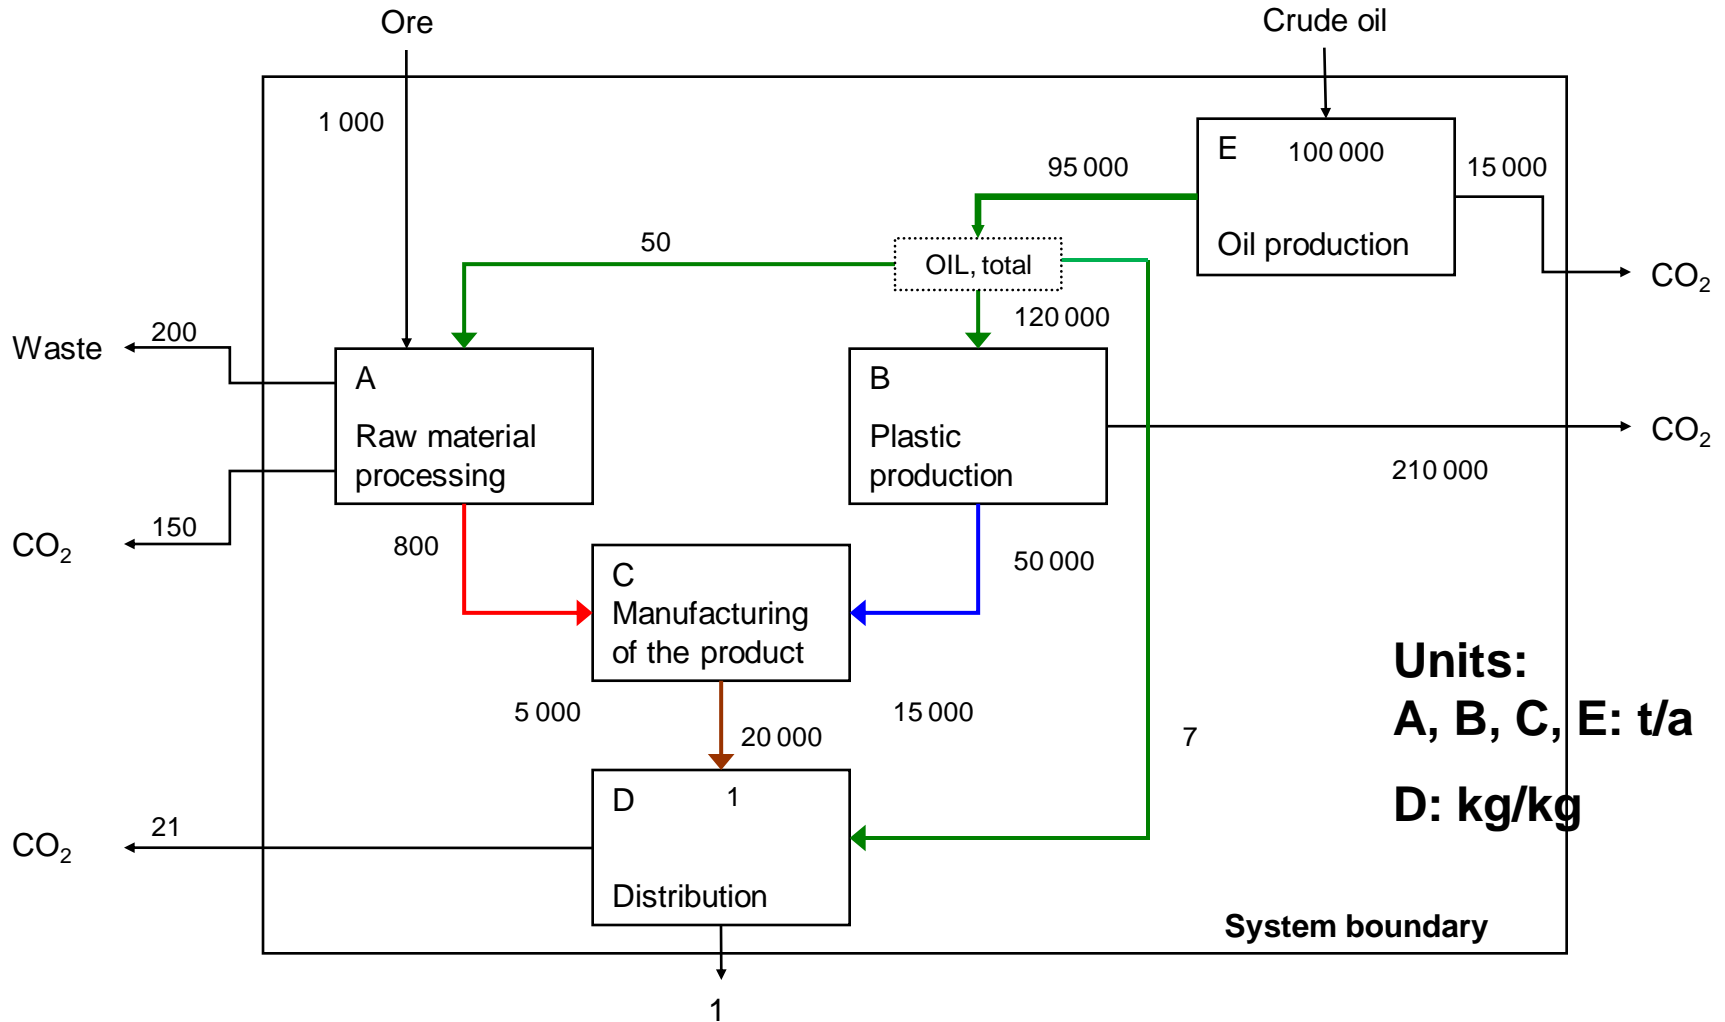 Ore
Crude oil
1 000
E
100 000
95 000
15 000
Oil production
50
OIL, total
CO₂
120 000
200
Waste
A
Raw material
processing
B
Plastic
production
CO₂
210 000
150
CO₂
800
50 000
C
Manufacturing
of the product
5 000
20 000
15 000
7
Units:
A, B, C, E: t/a
D: kg/kg
D
1
Distribution
21
CO₂
System boundary
1